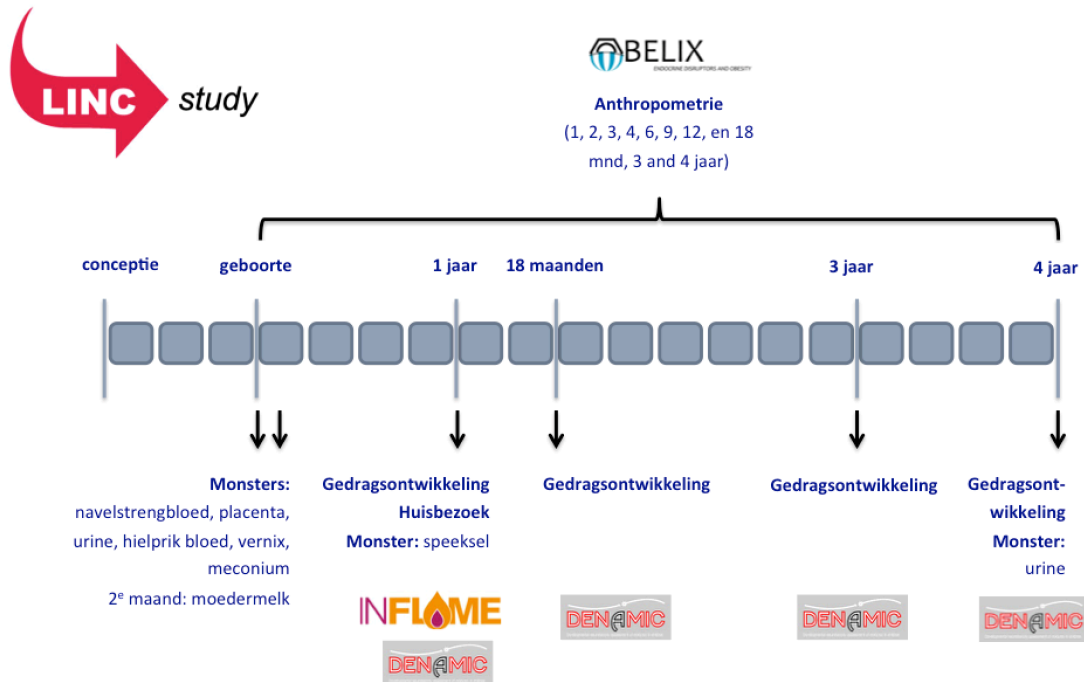 LINC study
OBELIX
ENDOCRINE DISRUPTORS AND OBESITY
Anthropometrie
(1, 2, 3, 4, 6, 9, 12, en 18
mnd, 3 and 4 jaar)
conceptie
geboorte
1 jaar
18 maanden
3 jaar
4 jaar
Monsters:
navelstrengbloed, placenta,
urine, hielprik bloed, vernix,
meconium
2e maand: moedermelk
Gedragsontwikkeling
Huisbezoek
Monster: speeksel
INFLAME
DENAMIC
Gedragsontwikkeling
DENAMIC
Gedragsontwikkeling
DENAMIC
Gedragsont-
wikkeling
Monster:
urine
DENAMIC